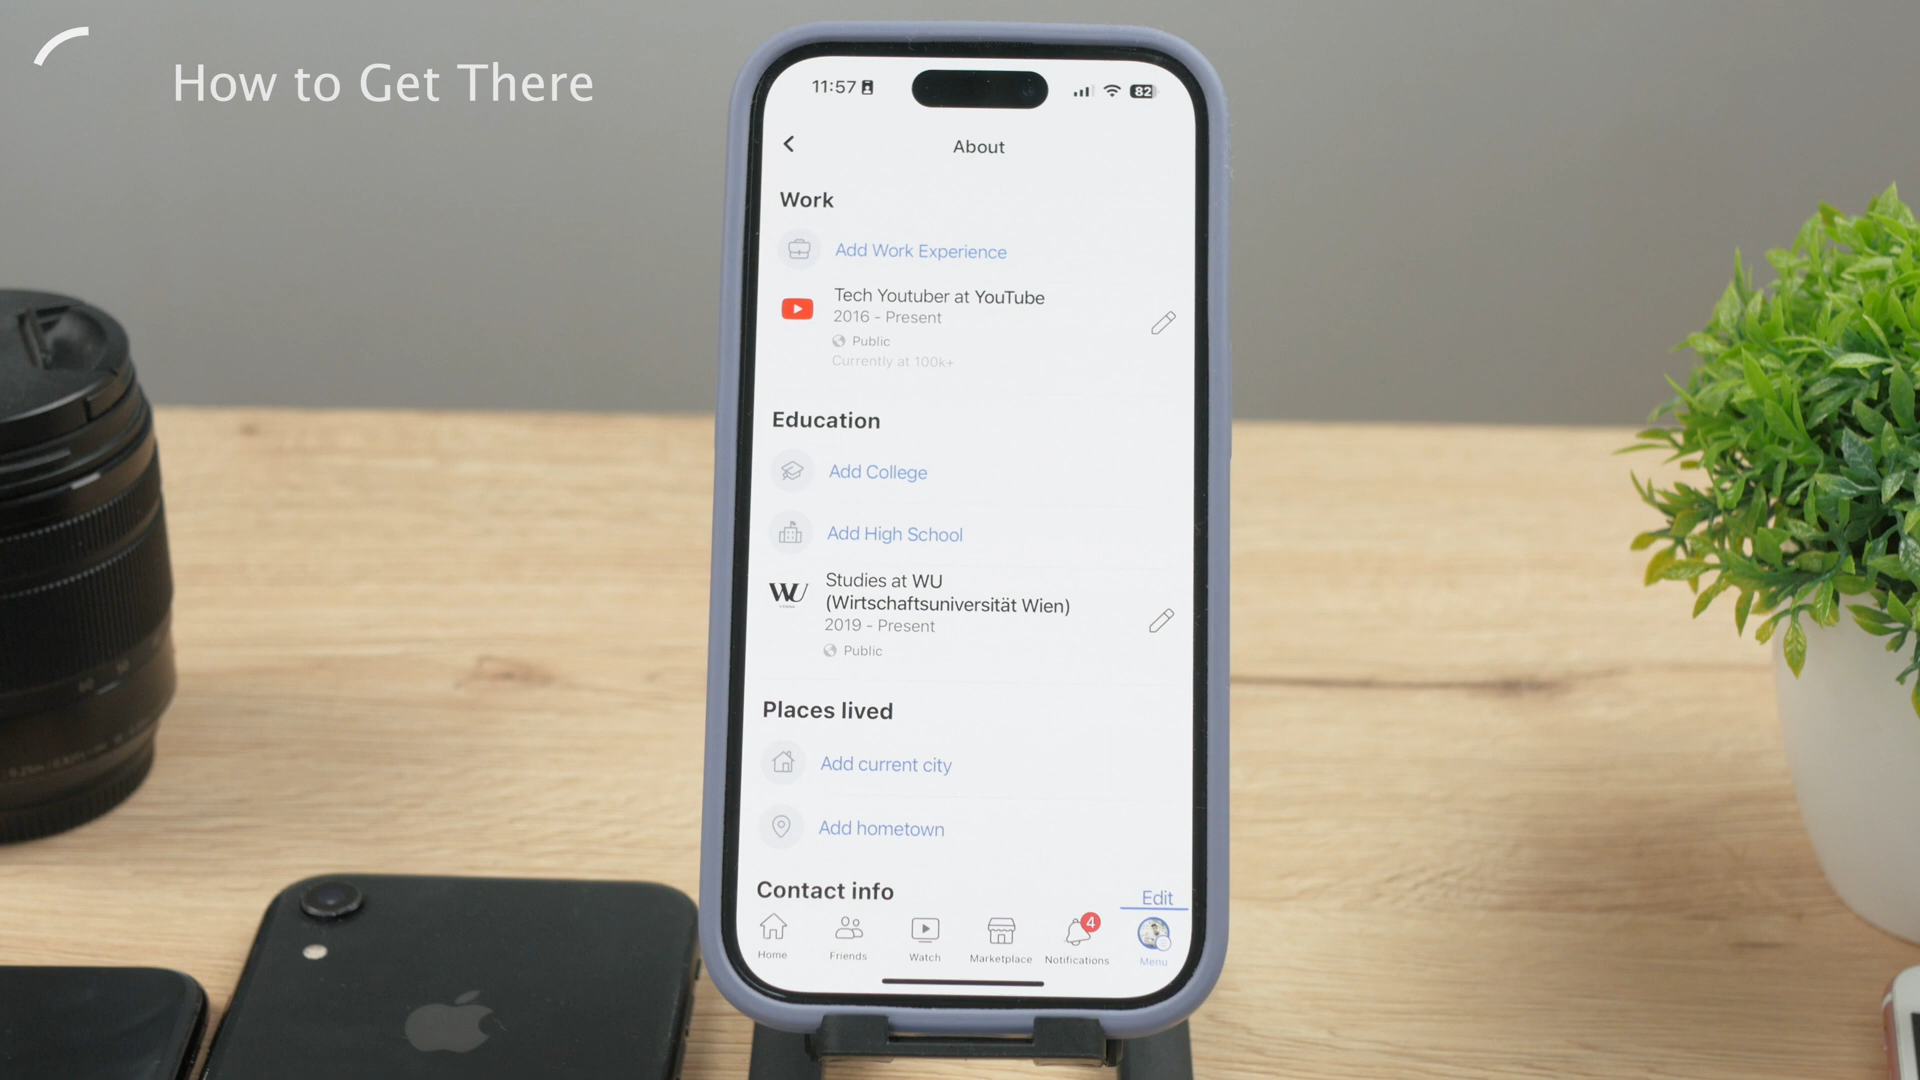 How to Get There
11:57
82
About
Work
Add Work Experience
Tech Youtuber at YouTube
2016 - Present
Public
Currently at 100k+
Education
Add College
Add High School
WU
Studies at WU
(Wirtschaftsuniversität Wien)
2019 - Present
Public
Places lived
Add current city
Add hometown
Contact info
Edit
4
Home
Friends
Watch
Marketplace
Notifications
Menu